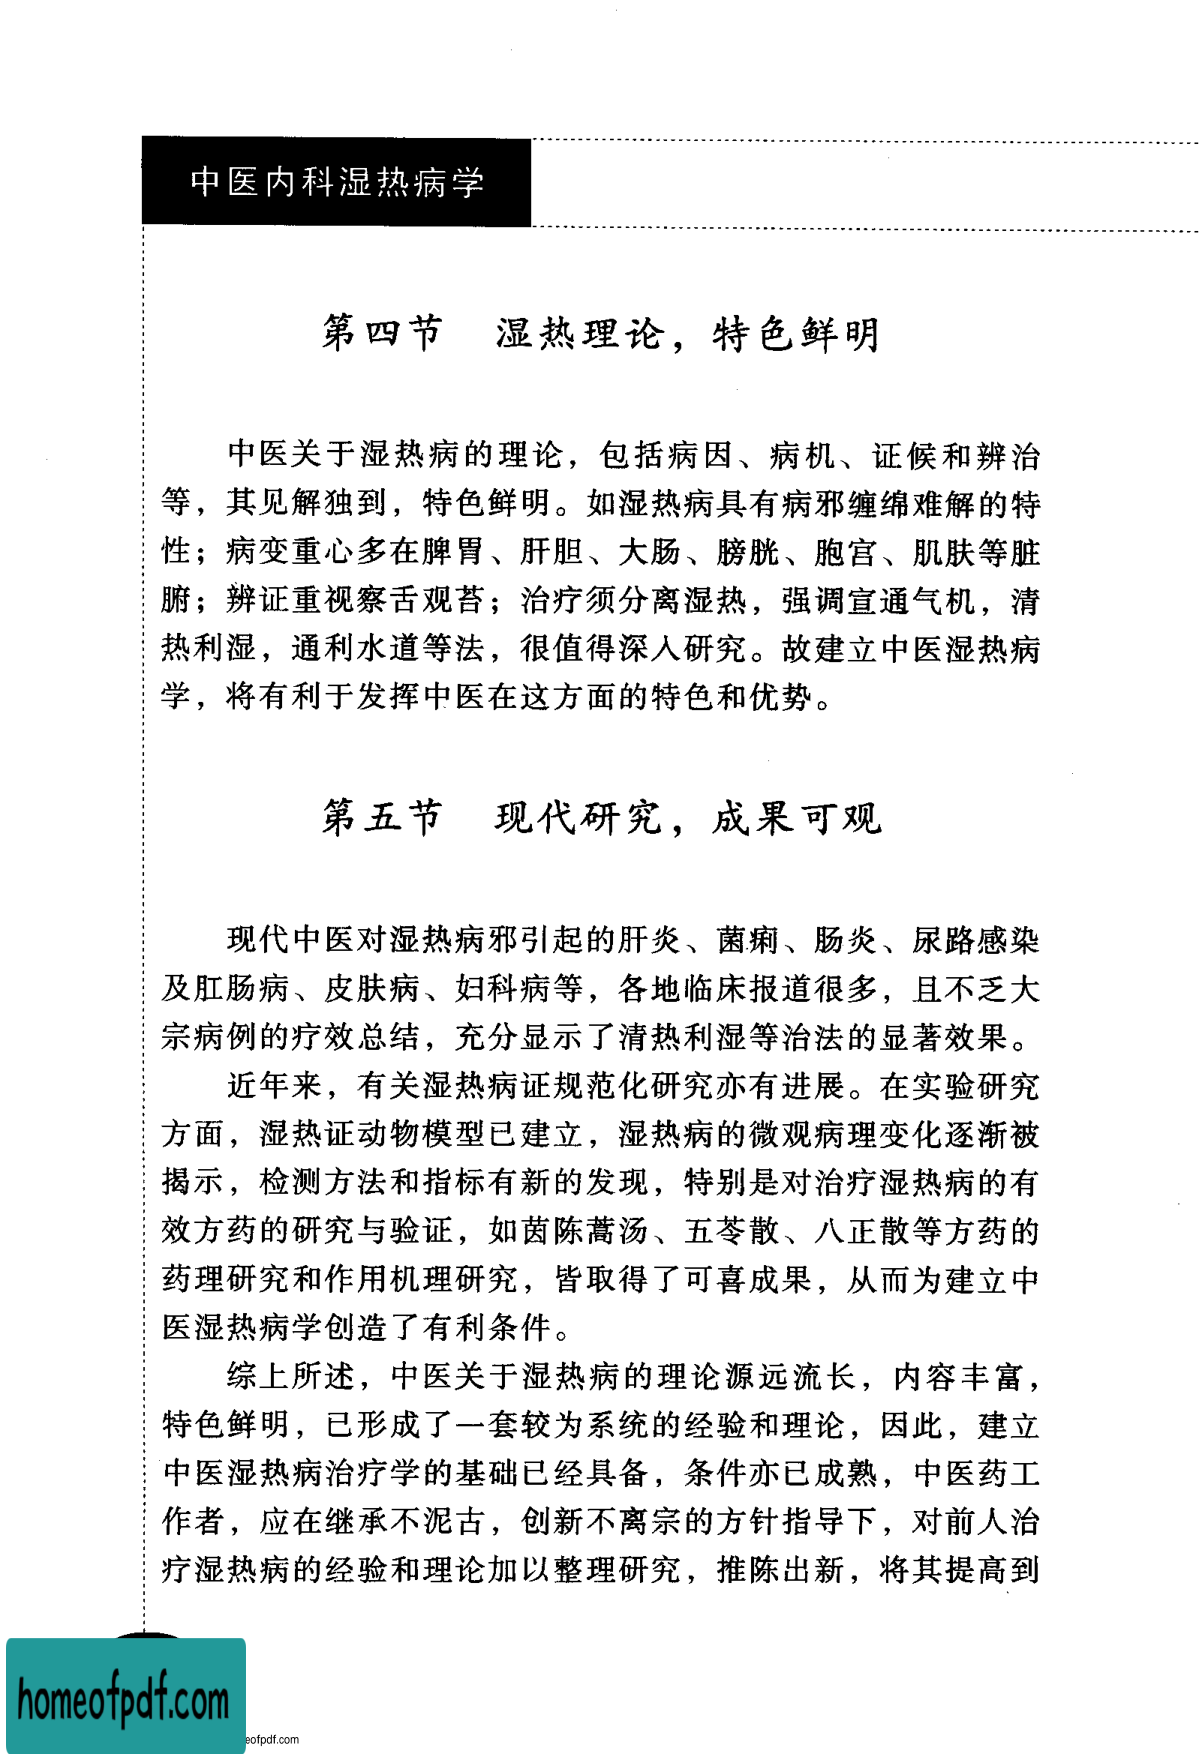 中医内科湿热病学
第四节　湿热理论，特色鲜明
中医关于湿热病的理论，包括病因、病机、证候和辨治
等，其见解独到，特色鲜明。如湿热病具有病邪缠绵难解的特
性；病变重心多在脾胃、肝胆、大肠、膀胱、胞宫、肌肤等脏
腑；辨证重视察舌观苔；治疗须分离湿热，强调宣通气机，清
热利湿，通利水道等法，很值得深入研究。故建立中医湿热病
学，将有利于发挥中医在这方面的特色和优势。
第五节　现代研究，成果可观
现代中医对湿热病邪引起的肝炎、菌痢、肠炎、尿路感染
及肛肠病、皮肤病、妇科病等，各地临床报道很多，且不乏大
宗病例的疗效总结，充分显示了清热利湿等治法的显著效果。
近年来，有关湿热病证规范化研究亦有进展。在实验研究
方面，湿热证动物模型已建立，湿热病的微观病理变化逐渐被
揭示，检测方法和指标有新的发现，特别是对治疗湿热病的有
效方药的研究与验证，如茵陈蒿汤、五苓散、八正散等方药的
药理研究和作用机理研究，皆取得了可喜成果，从而为建立中
医湿热病学创造了有利条件。
综上所述，中医关于湿热病的理论源远流长，内容丰富，
特色鲜明，已形成了一套较为系统的经验和理论，因此，建立
中医湿热病治疗学的基础已经具备，条件亦已成熟，中医药工
作者，应在继承不泥古，创新不离宗的方针指导下，对前人治
疗湿热病的经验和理论加以整理研究，推陈出新，将其提高到
homeofpdf.com
eofpdf.com